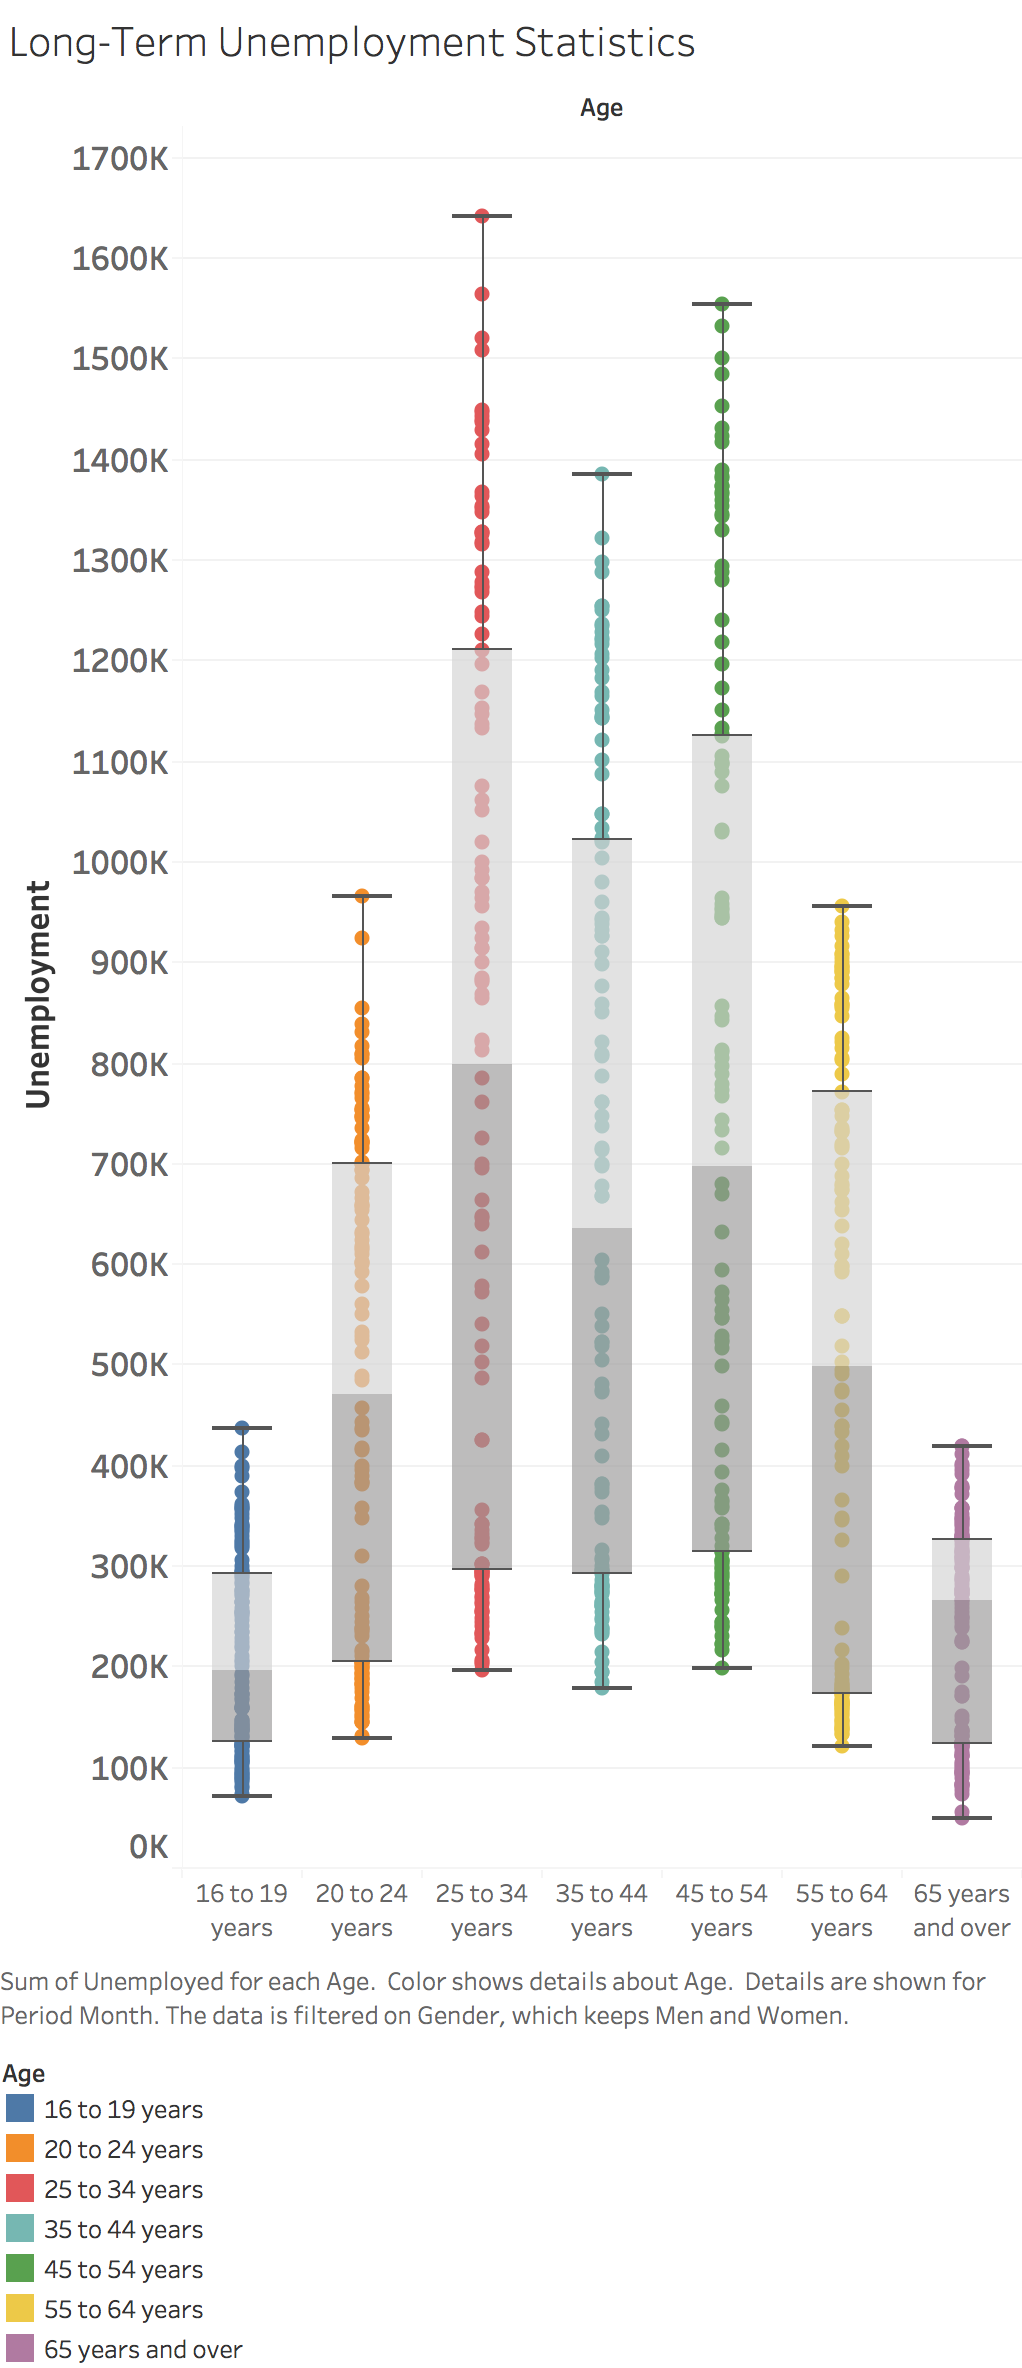 Long-Term Unemployment Statistics
Age
1700K
1600K
1500K
1400K
1300K
1200K
1100K
1000K
900K
800K
700K
600K
500K
400K
300K
200K
100K
0K
Unemployment
16 to 19 years
20 to 24 years
25 to 34 years
35 to 44 years
45 to 54 years
55 to 64 years
65 years and over
Sum of Unemployed for each Age.  Color shows details about Age.  Details are shown for
Period Month. The data is filtered on Gender, which keeps Men and Women.
Age
16 to 19 years
20 to 24 years
25 to 34 years
35 to 44 years
45 to 54 years
55 to 64 years
65 years and over